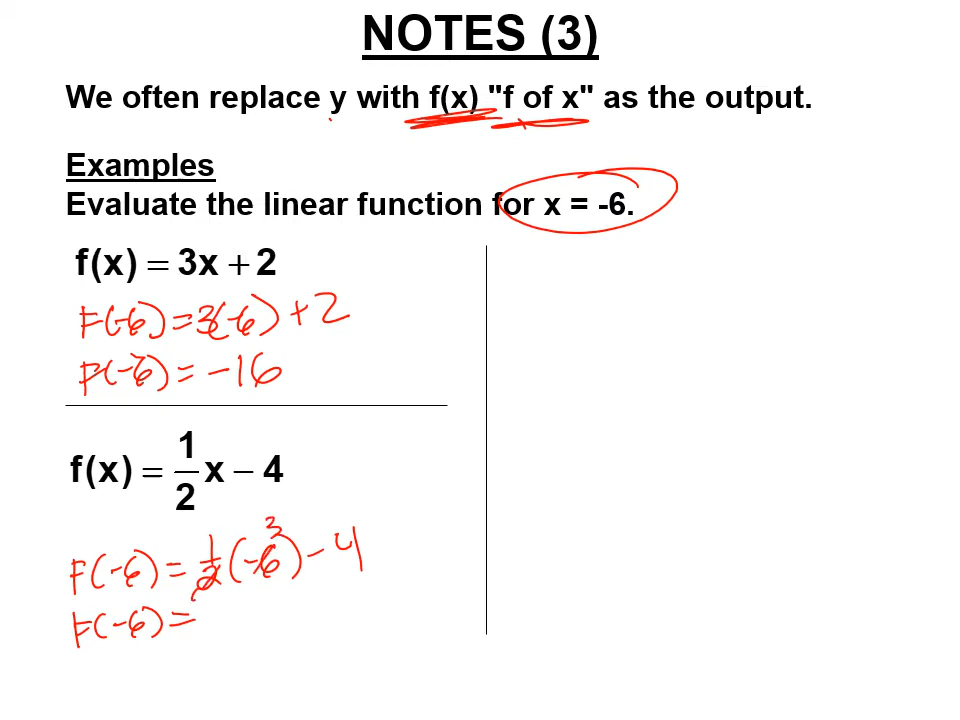 NOTES (3)
We often replace y with f(x) "f of x" as the output.
Examples
Evaluate the linear function for x = -6.
f(x) = 3x + 2
F(-6) = 3(-6) + 2
F(-6) = -16
f(x) = 1/2 x - 4
F(-6) = 1/2 (-6) 3 - 4
F(-6) =